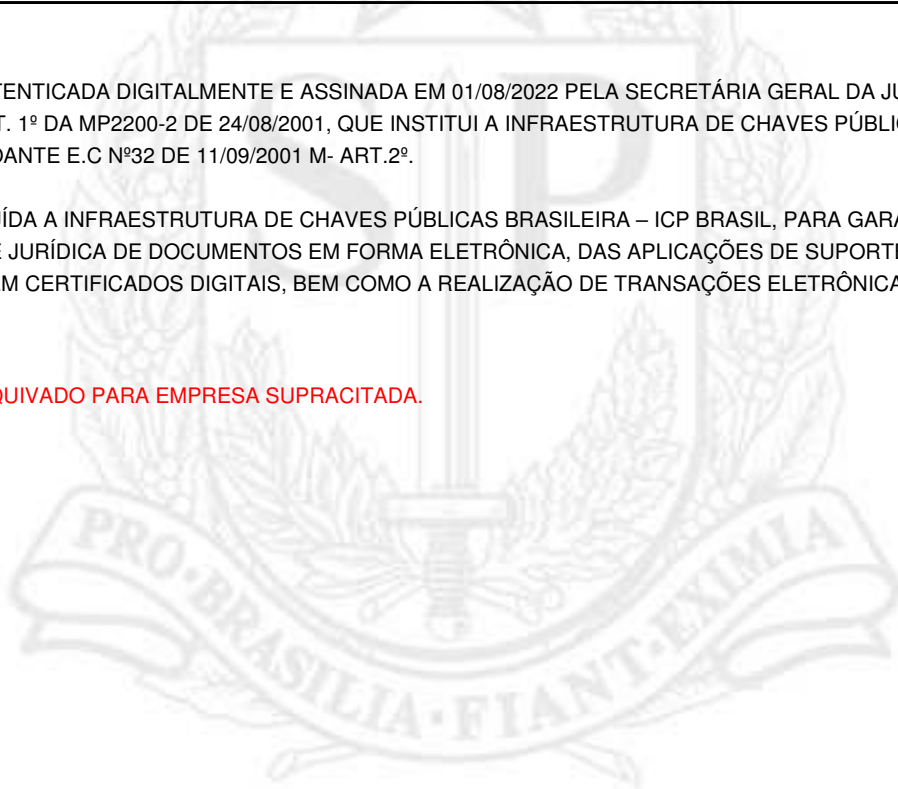 TENTICADA DIGITALMENTE E ASSINADA EM 01/08/2022 PELA SECRETÁRIA GERAL DA JU
T. 1º DA MP2200-2 DE 24/08/2001, QUE INSTITUI A INFRAESTRUTURA DE CHAVES PÚBLI
DANTE E.C Nº32 DE 11/09/2001 M- ART.2º.
ÍDA A INFRAESTRUTURA DE CHAVES PÚBLICAS BRASILEIRA – ICP BRASIL, PARA GARA
E JURÍDICA DE DOCUMENTOS EM FORMA ELETRÔNICA, DAS APLICAÇÕES DE SUPORTE
EM CERTIFICADOS DIGITAIS, BEM COMO A REALIZAÇÃO DE TRANSAÇÕES ELETRÔNICA
QUIVADO PARA EMPRESA SUPRACITADA.
SP
PRO·BRASILIA·FIANT·EXIMIA